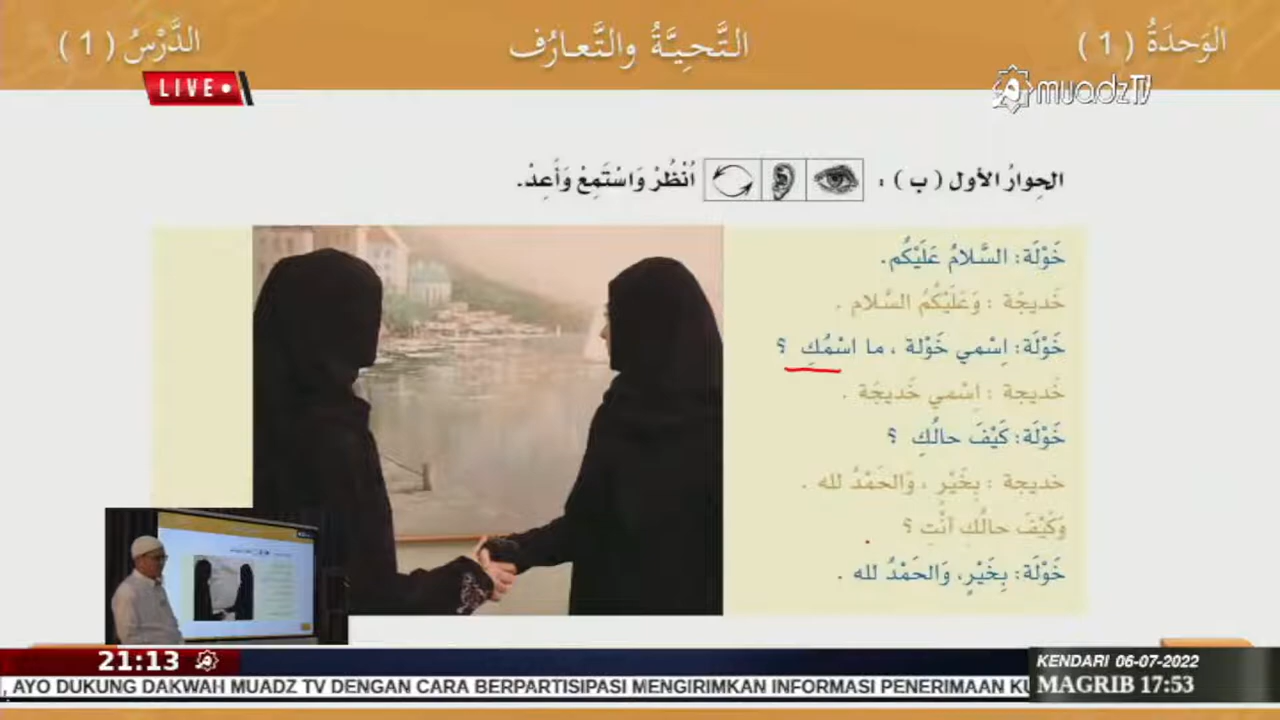 الوَحدَةُ ( 1 )
التَّحِيَّةُ والتَّعارُف
الدَّرْسُ ( 1 )
LIVE
muadzTV
الحِوارُ الأول ( ب ) :
اُنْظُرْ وَاسْتَمِعْ وَأَعِدْ.
خَوْلَة: السَّلامُ عَلَيْكُم.
خَديجَة : وَعَلَيْكُمُ السَّلام .
خَوْلَة: اِسْمي خَوْلة ، ما اسْمُكِ ؟
خَديجة : اِسْمي خَديجَة .
خَوْلَة: كَيْفَ حالُكِ ؟
خديجة : بِخَيْرٍ ، وَالحَمْدُ لله .
وَكَيْفَ حالُكِ أنْتِ ؟
خَوْلَة: بِخَيْرٍ، وَالحَمْدُ لله .
21:13
KENDARI 06-07-2022
, AYO DUKUNG DAKWAH MUADZ TV DENGAN CARA BERPARTISIPASI MENGIRIMKAN INFORMASI PENERIMAAN
MAGRIB 17:53